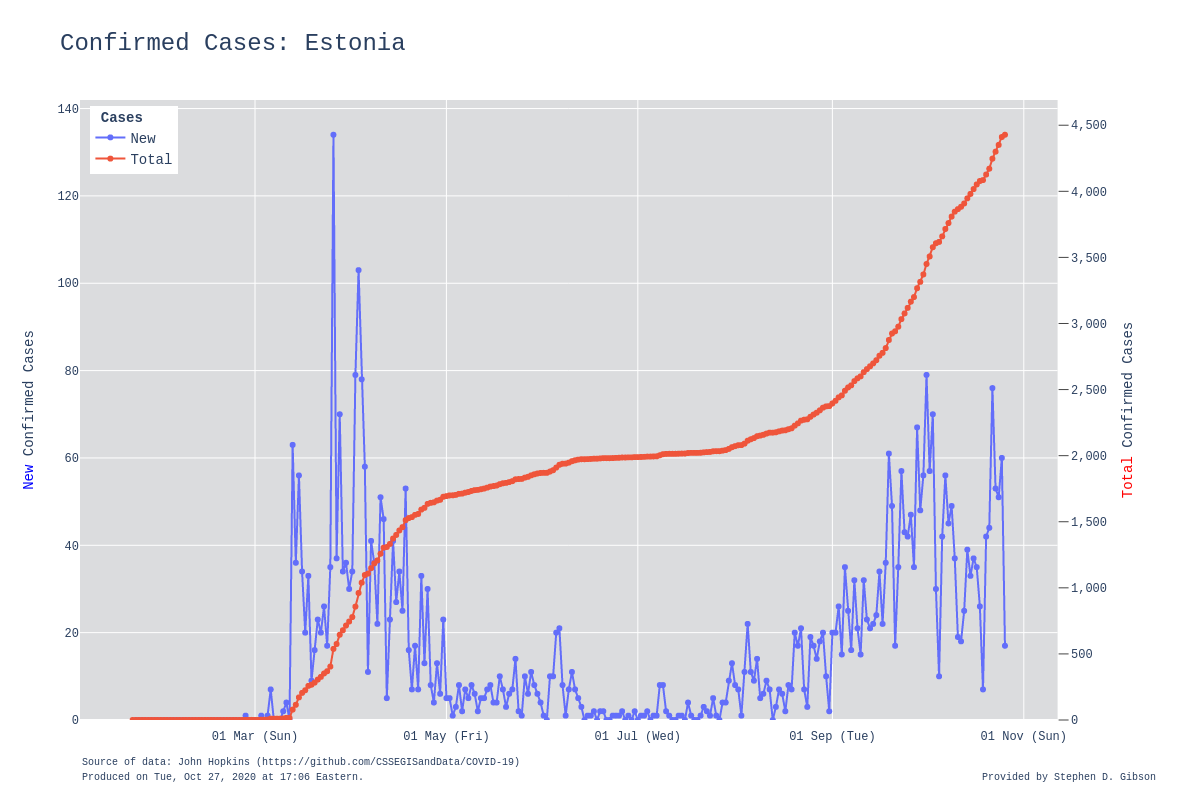 Confirmed Cases: Estonia
Cases
New
Total
140
120
100
80
60
40
20
0
4,500
4,000
3,500
3,000
2,500
2,000
1,500
1,000
500
0
New Confirmed Cases
Total Confirmed Cases
01 Mar (Sun) 01 May (Fri) 01 Jul (Wed) 01 Sep (Tue) 01 Nov (Sun)
Source of data: John Hopkins (https://github.com/CSSEGISandData/COVID-19)
Produced on Tue, Oct 27, 2020 at 17:06 Eastern.
Provided by Stephen D. Gibson